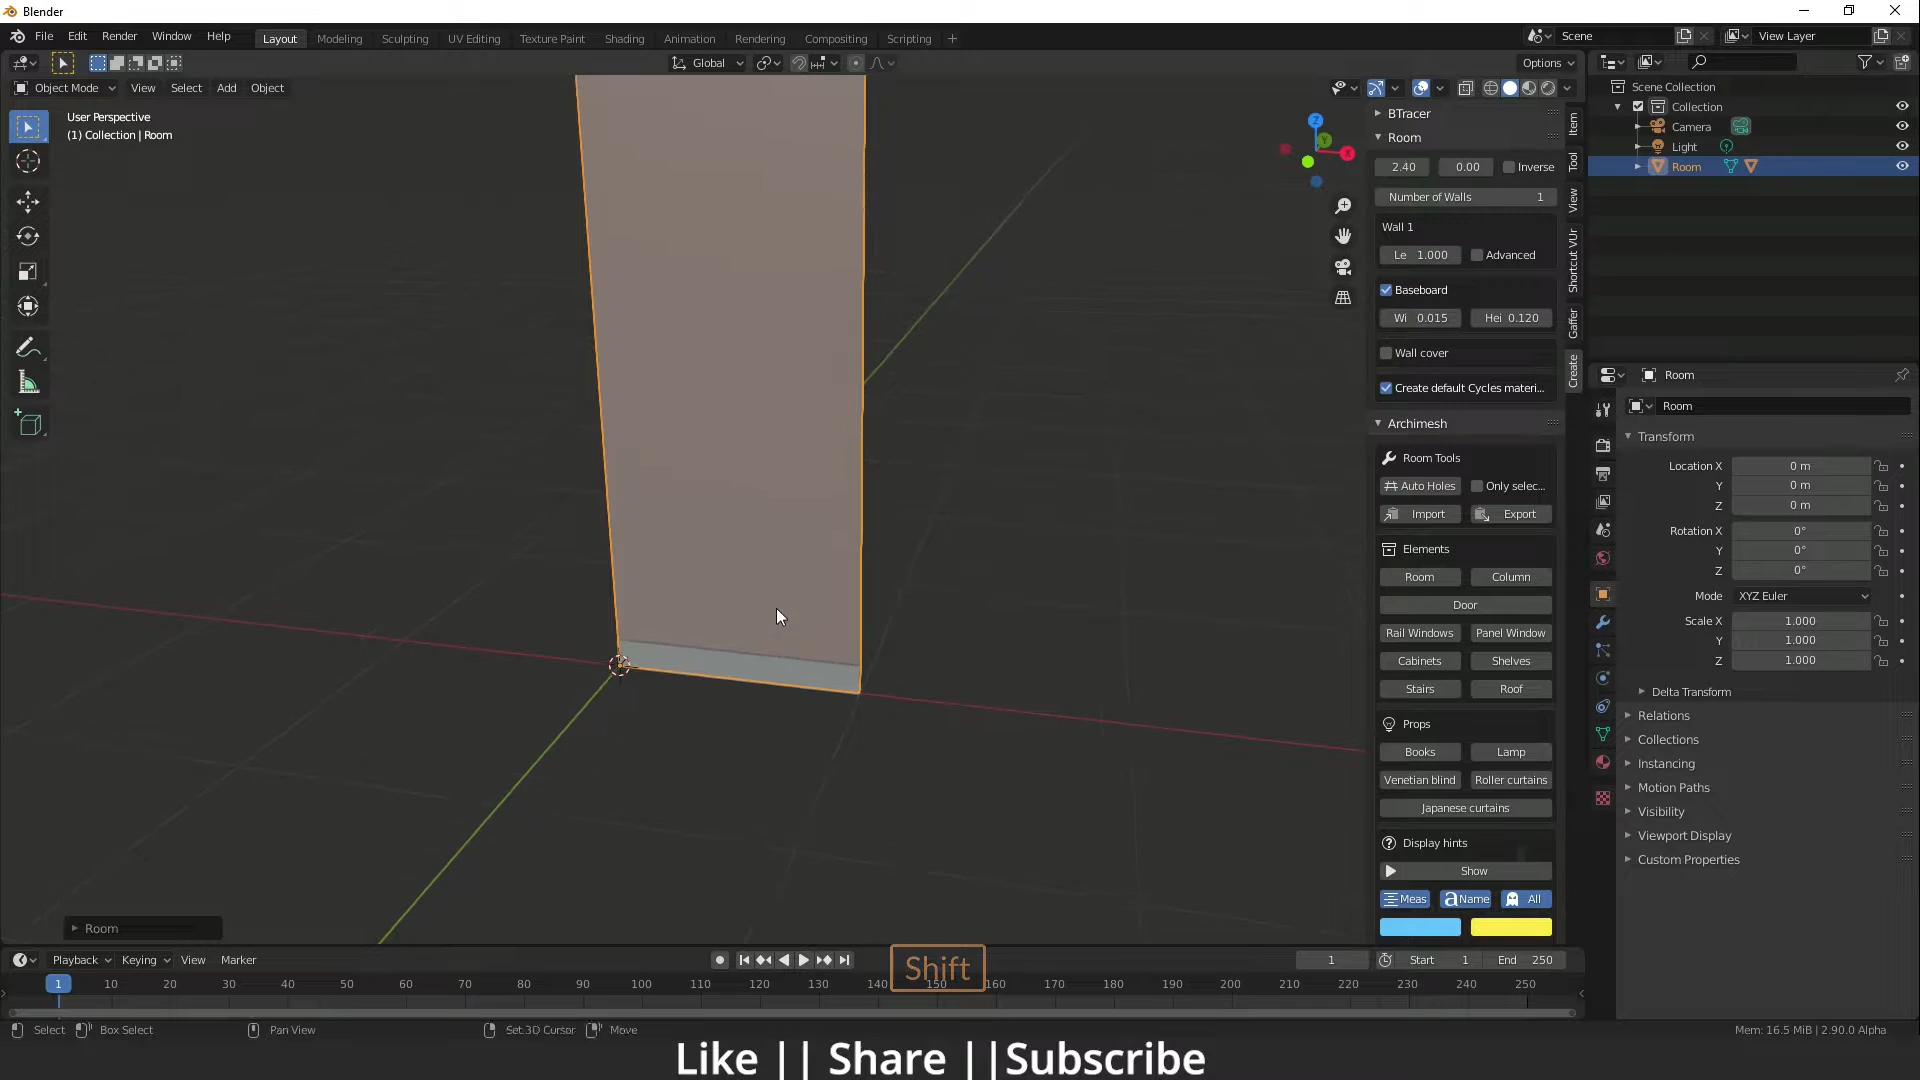 Blender
File Edit Render Window Help
Layout Modeling Sculpting UV Editing Texture Paint Shading Animation Rendering Compositing Scripting +
Scene
View Layer
Global
Options
Object Mode View Select Add Object
User Perspective
(1) Collection | Room
Z
Y
X
BTracer
Room
2.40 0.00 Inverse
Number of Walls 1
Wall 1
Le 1.000 Advanced
Baseboard
Wi 0.015 Hei 0.120
Wall cover
Create default Cycles materi...
Archimesh
Room Tools
Auto Holes Only selec...
Import Export
Elements
Room Column
Door
Rail Windows Panel Window
Cabinets Shelves
Stairs Roof
Props
Books Lamp
Venetian blind Roller curtains
Japanese curtains
Display hints
Show
Meas Name All
Item
Tool
View
Shortcut VUr
Gaffer
Create
Scene Collection
Collection
Camera
Light
Room
Room
Room
Transform
Location X 0 m
Y 0 m
Z 0 m
Rotation X 0°
Y 0°
Z 0°
Mode XYZ Euler
Scale X 1.000
Y 1.000
Z 1.000
Delta Transform
Relations
Collections
Instancing
Motion Paths
Visibility
Viewport Display
Custom Properties
Room
Playback Keying View Marker
Shift
1 Start 1 End 250
1 10 20 30 40 50 60 70 80 90 100 110 120 130 140 150 160 170 180 190 200 210 220 230 240 250
Select Box Select Pan View Set 3D Cursor Move
Mem: 16.5 MiB | 2.90.0 Alpha
Like || Share ||Subscribe